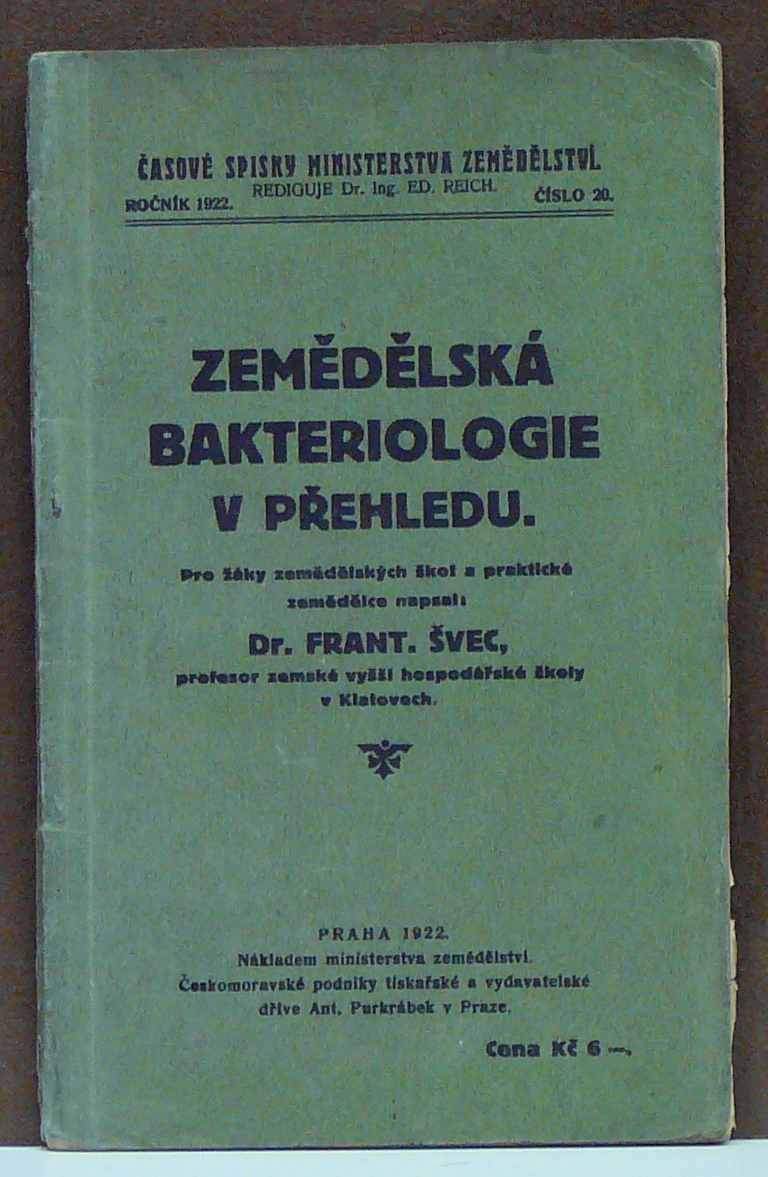 ČASOVÉ SPISKY MINISTERSTVA ZEMĚDĚLSTVÍ.
REDIGUJE Dr. Ing. ED. REICH.
ROČNÍK 1922. ČÍSLO 20.
ZEMĚDĚLSKÁ
BAKTERIOLOGIE
V PŘEHLEDU.
Pro žáky zemědělských škol a praktické
zemědělce napsal:
Dr. FRANT. ŠVEC,
profesor zemské vyšší hospodářské školy
v Klatovech.
PRAHA 1922.
Nákladem ministerstva zemědělství.
Českomoravské podniky tiskařské a vydavatelské
dříve Ant. Purkrábek v Praze.
Cena Kč 6—.